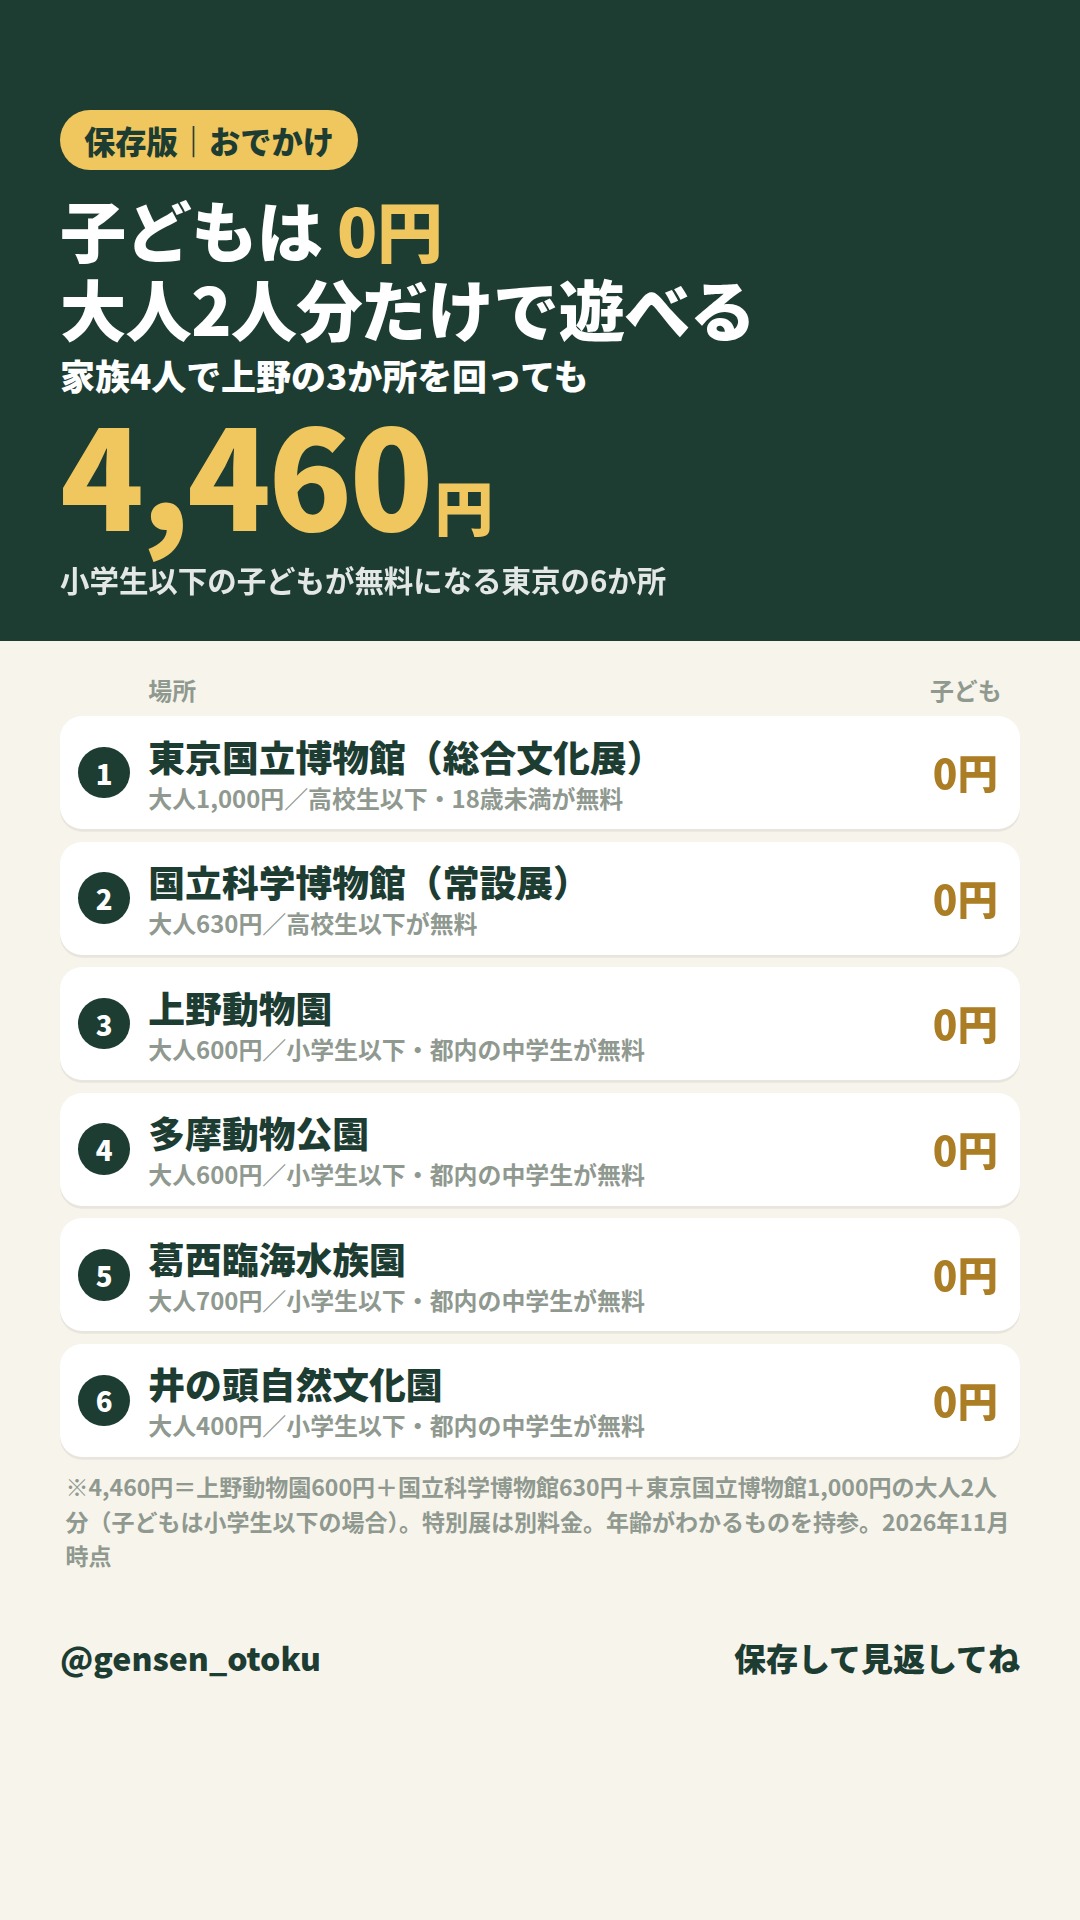 保存版｜おでかけ
子どもは 0円
大人2人分だけで遊べる
家族4人で上野の3か所を回っても
4,460円
小学生以下の子どもが無料になる東京の6か所
場所 子ども
1 東京国立博物館（総合文化展） 0円
大人1,000円／高校生以下・18歳未満が無料
2 国立科学博物館（常設展） 0円
大人630円／高校生以下が無料
3 上野動物園 0円
大人600円／小学生以下・都内の中学生が無料
4 多摩動物公園 0円
大人600円／小学生以下・都内の中学生が無料
5 葛西臨海水族園 0円
大人700円／小学生以下・都内の中学生が無料
6 井の頭自然文化園 0円
大人400円／小学生以下・都内の中学生が無料
※4,460円＝上野動物園600円＋国立科学博物館630円＋東京国立博物館1,000円の大人2人
分（子どもは小学生以下の場合）。特別展は別料金。年齢がわかるものを持参。2026年11月
時点
@gensen_otoku 保存して見返してね